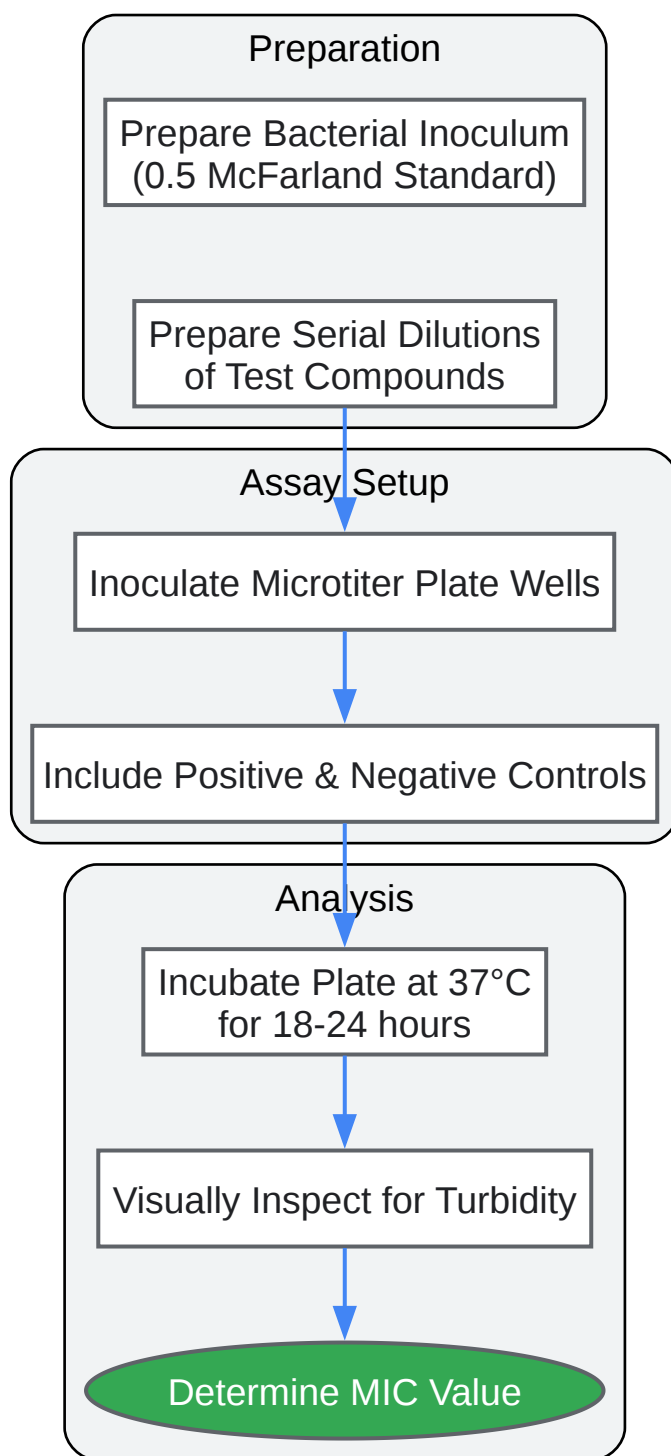 Preparation
Prepare Bacterial Inoculum
(0.5 McFarland Standard)
Prepare Serial Dilutions
of Test Compounds
Assay Setup
Inoculate Microtiter Plate Wells
Include Positive & Negative Controls
Analysis
Incubate Plate at 37°C
for 18-24 hours
Visually Inspect for Turbidity
Determine MIC Value